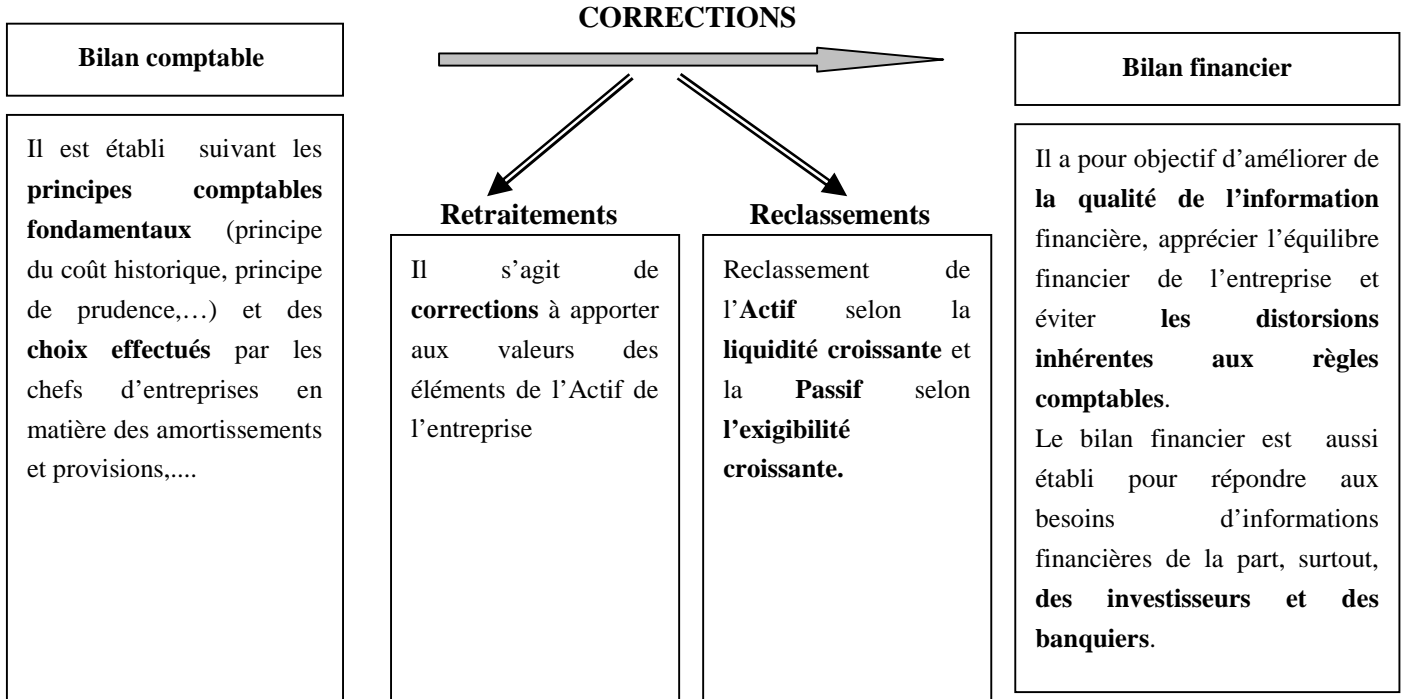 CORRECTIONS
Bilan comptable
Il est établi suivant les
principes comptables
fondamentaux (principe
du coût historique, principe
de prudence,…) et des
choix effectués par les
chefs d’entreprises en
matière des amortissements
et provisions,....
Retraitements
Il s’agit de
corrections à apporter
aux valeurs des
éléments de l’Actif de
l’entreprise
Reclassements
Reclassement de
l’Actif selon la
liquidité croissante et
la Passif selon
l’exigibilité
croissante.
Bilan financier
Il a pour objectif d’améliorer de
la qualité de l’information
financière, apprécier l’équilibre
financier de l’entreprise et
éviter les distorsions
inhérentes aux règles
comptables.
Le bilan financier est aussi
établi pour répondre aux
besoins d’informations
financières de la part, surtout,
des investisseurs et des
banquiers.